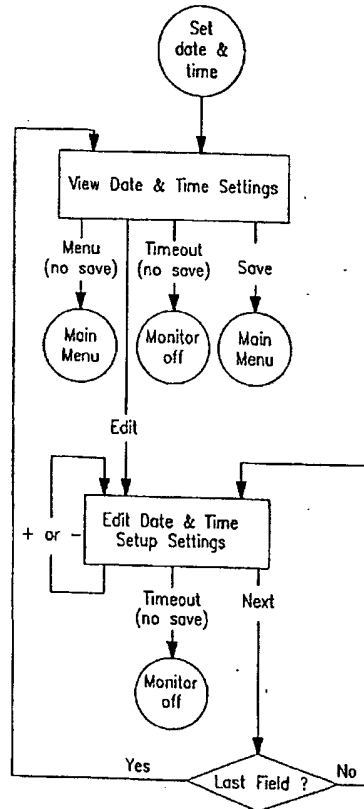 Set
date &
time
View Date & Time Settings
Menu
(no save)
Timeout
(no save)
Save
Main
Menu
Monitor
off
Main
Menu
Edit
+ or -
Edit Date & Time
Setup Settings
Timeout
(no save)
Next
Monitor
off
Yes
Last Field ?
No